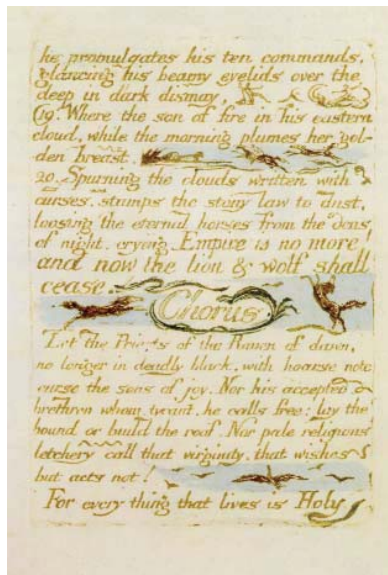 he promulgates his ten commands,
glancing his beamy eyelids over the
deep in dark dismay,
19. Where the son of fire in his eastern
cloud, while the morning plumes her gol-
den breast,
20. Spurning the clouds written with
curses, stamps the stony law to dust,
loosing the eternal horses from the dens
of night, crying Empire is no more!
and now the lion & wolf shall
cease.
Chorus
Let the Priests of the Raven of dawn,
no longer in deadly black, with hoarse note
curse the sons of joy. Nor his accepted
brethren whom, tyrant, he calls free: lay the
bound or build the roof. Nor pale religious
letchery call that virginity, that wishes
but acts not!
For every thing that lives is Holy